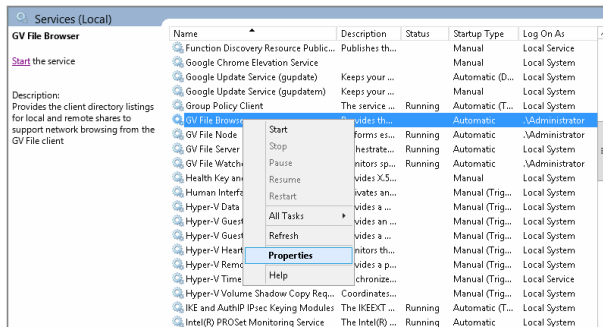 Services (Local)
GV File Browser
Start the service
Description:
Provides the client directory listings
for local and remote shares to
support network browsing from the
GV File client
Name Description Status Startup Type Log On As
Function Discovery Resource Public... Publishes th... Manual Local Service
Google Chrome Elevation Service Manual Local System
Google Update Service (gupdate) Keeps your ... Automatic (D... Local System
Google Update Service (gupdatem) Keeps your ... Manual Local System
Group Policy Client The service ... Running Automatic (T... Local System
GV File Browse vides th... Automatic .\Administrator
GV File Node forms es... Running Automatic .\Administrator
GV File Server hestrate... Running Automatic Local System
GV File Watche nitors sp... Running Automatic .\Administrator
Health Key an vides X.5... Manual Local System
Human Interfa ivates an... Manual (Trig... Local System
Hyper-V Data vides a ... Manual (Trig... Local System
Hyper-V Guest vides an ... Manual (Trig... Local System
Hyper-V Guest vides a ... Manual (Trig... Local System
Hyper-V Heart nitors th... Manual (Trig... Local System
Hyper-V Remo vides a p... Manual (Trig... Local System
Hyper-V Time chronize... Manual (Trig... Local Service
Hyper-V Volume Shadow Copy Req... Coordinates... Manual (Trig... Local System
IKE and AuthIP IPsec Keying Modules The IKEEXT ... Running Automatic (T... Local System
Intel(R) PROSet Monitoring Service The Intel(R) ... Running Automatic Local System
Start
Stop
Pause
Resume
Restart
All Tasks
Refresh
Properties
Help